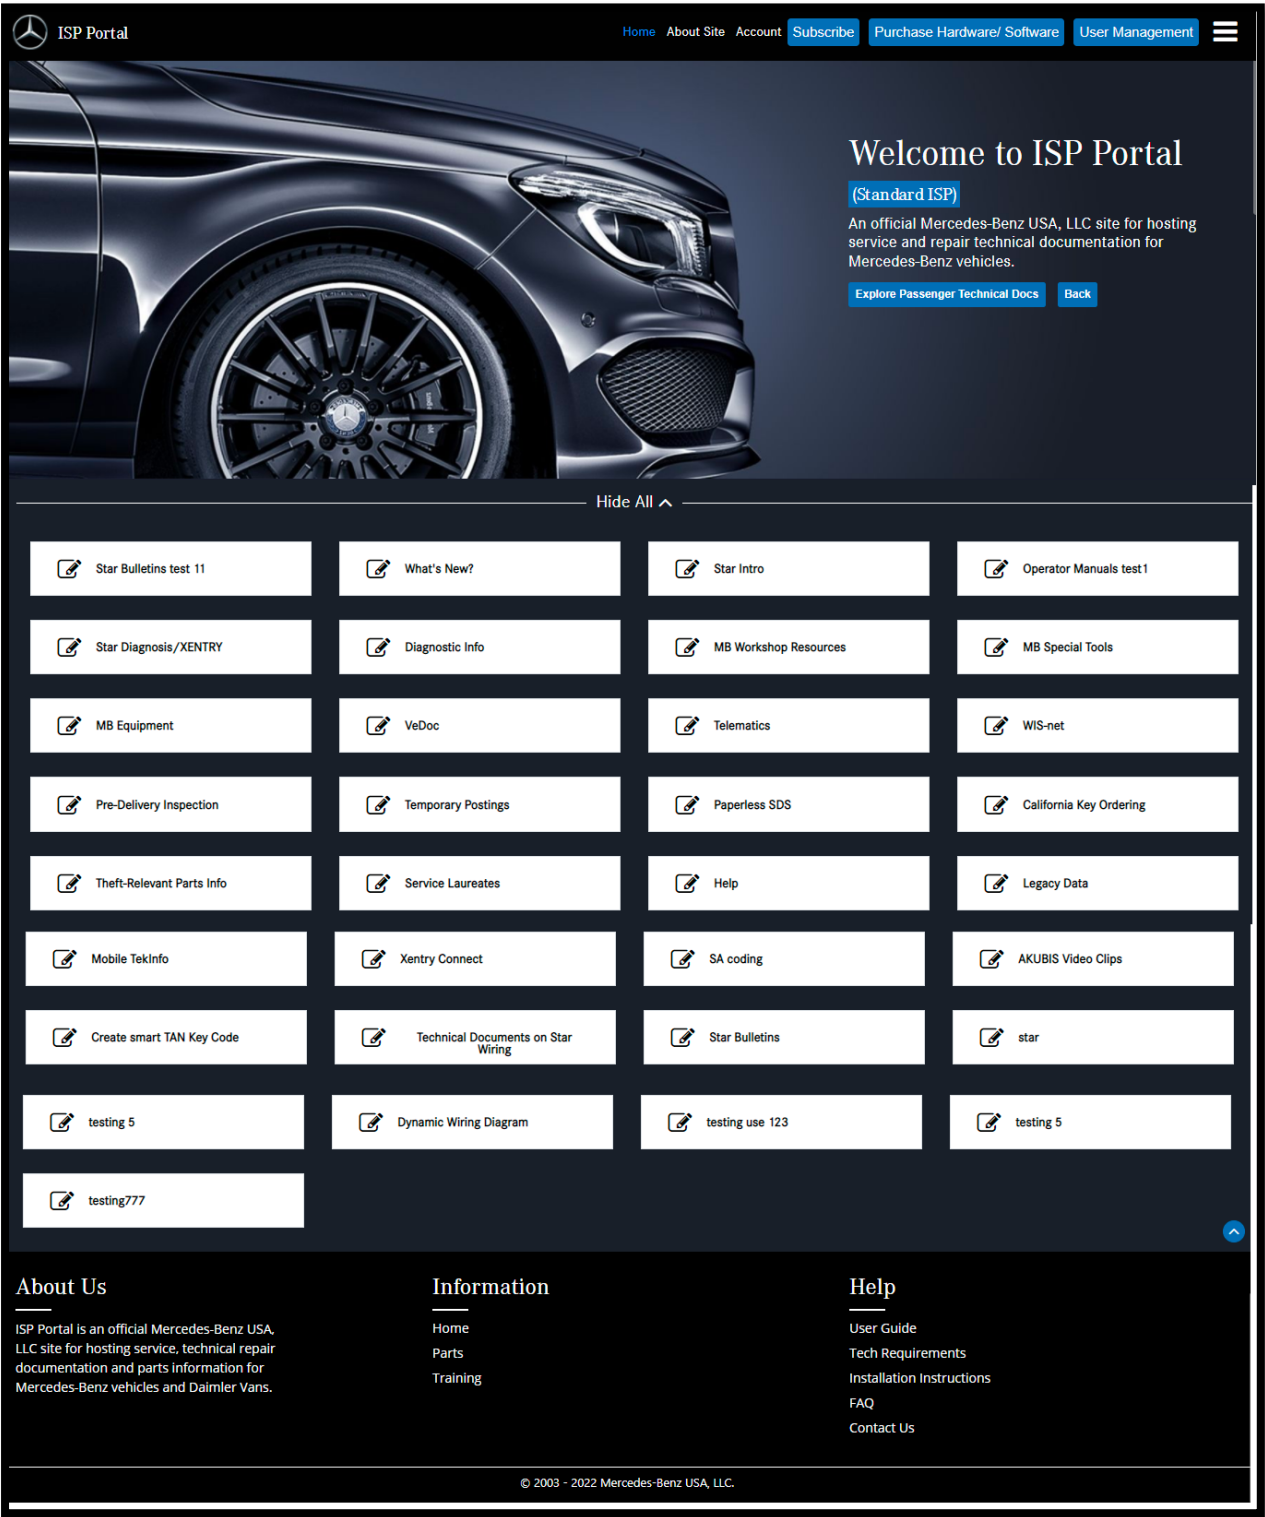 ISP Portal
Home About Site Account Subscribe Purchase Hardware/ Software User Management
Welcome to ISP Portal
(Standard ISP)
An official Mercedes-Benz USA, LLC site for hosting
service and repair technical documentation for
Mercedes-Benz vehicles.
Explore Passenger Technical Docs Back
Hide All
Star Bulletins test 11 What's New? Star Intro Operator Manuals test1
Star Diagnosis/XENTRY Diagnostic Info MB Workshop Resources MB Special Tools
MB Equipment VeDoc Telematics WIS-net
Pre-Delivery Inspection Temporary Postings Paperless SDS California Key Ordering
Theft-Relevant Parts Info Service Laureates Help Legacy Data
Mobile TekInfo Xentry Connect SA coding AKUBIS Video Clips
Create smart TAN Key Code Technical Documents on Star Wiring Star Bulletins star
testing 5 Dynamic Wiring Diagram testing use 123 testing 5
testing777
About Us
ISP Portal is an official Mercedes-Benz USA,
LLC site for hosting service, technical repair
documentation and parts information for
Mercedes-Benz vehicles and Daimler Vans.
Information
Home
Parts
Training
Help
User Guide
Tech Requirements
Installation Instructions
FAQ
Contact Us
© 2003 - 2022 Mercedes-Benz USA, LLC.